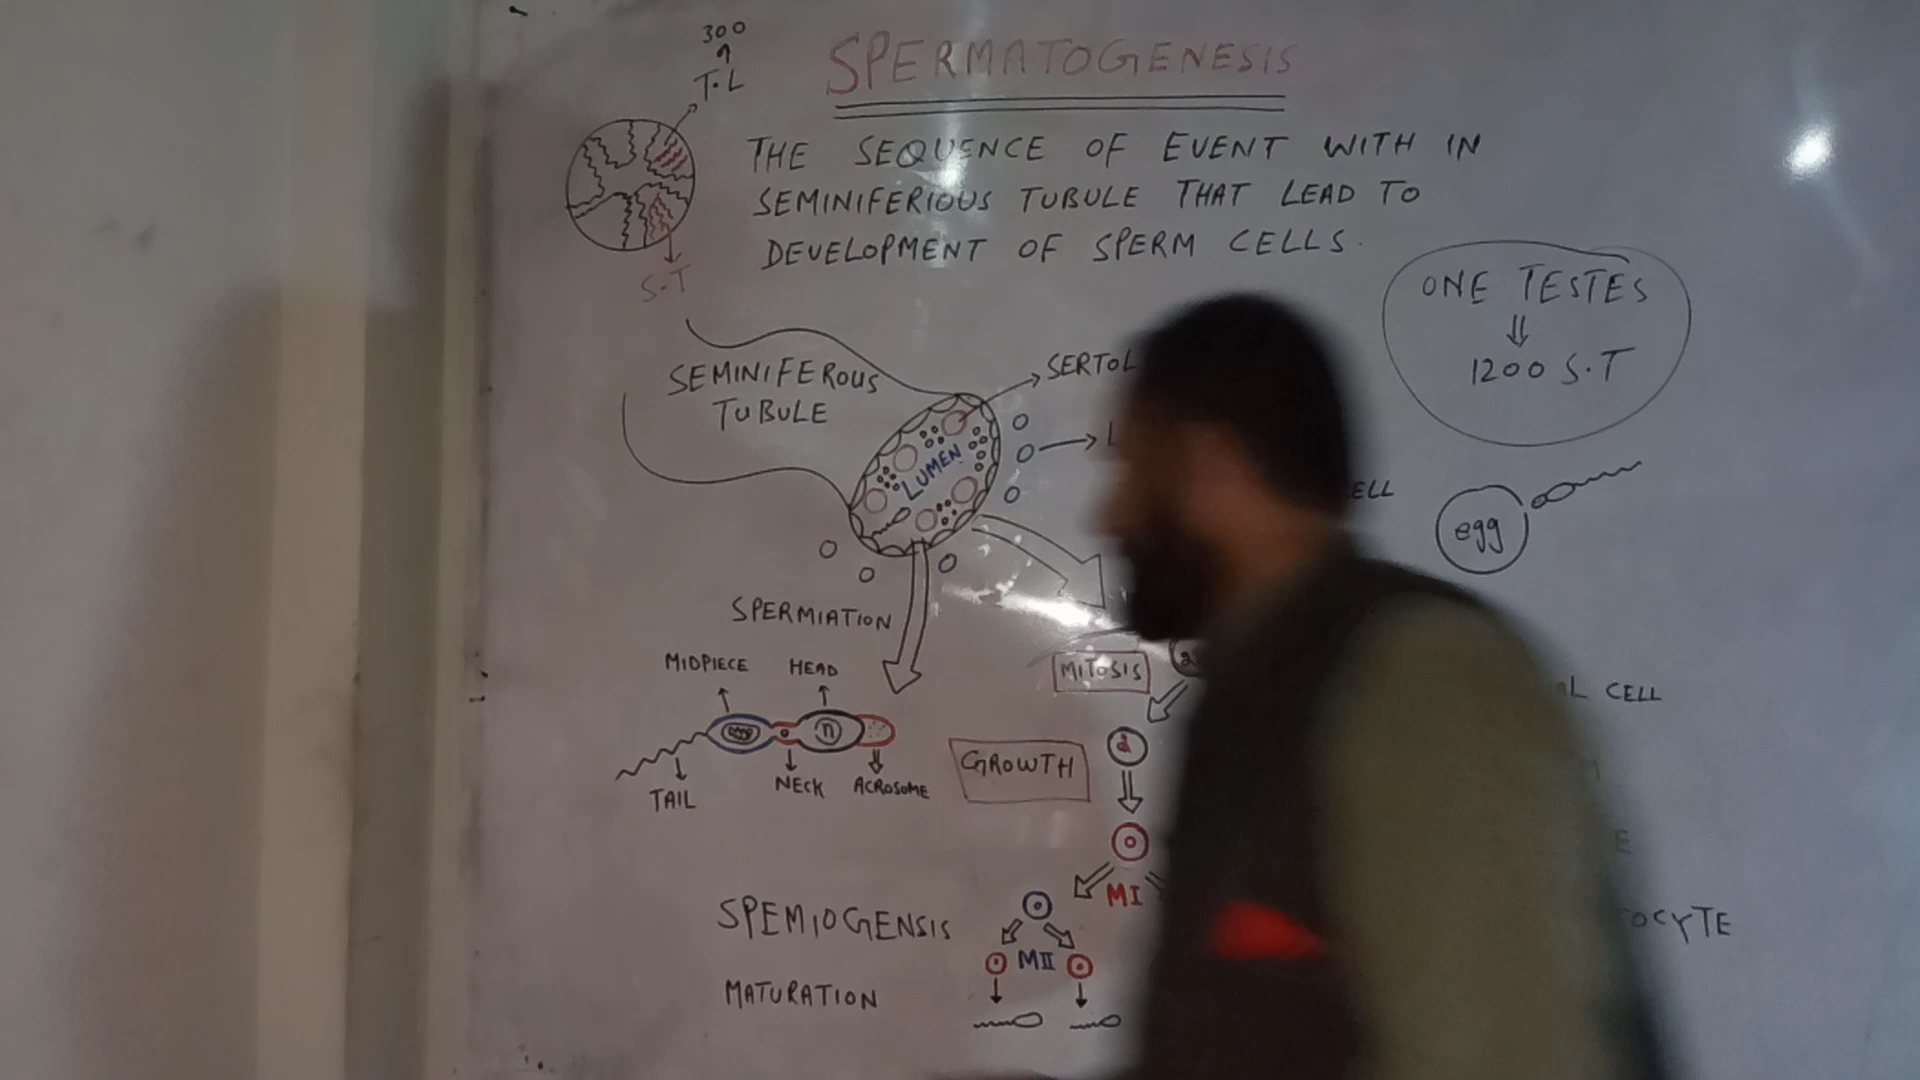 300
T.L
SPERMATOGENESIS
THE SEQUENCE OF EVENT WITH IN
SEMINIFERIOUS TUBULE THAT LEAD TO
DEVELOPMENT OF SPERM CELLS.
S.T
ONE TESTES
1200 S.T
SEMINIFEROUS
TUBULE
SERTOL
L
LUMEN
ELL
egg
SPERMIATION
MIDPIECE
HEAD
MITOSIS
2
L CELL
n
TAIL
NECK
ACROSOME
GROWTH
E
MI
SPEMIOGENSIS
OCYTE
MII
MATURATION